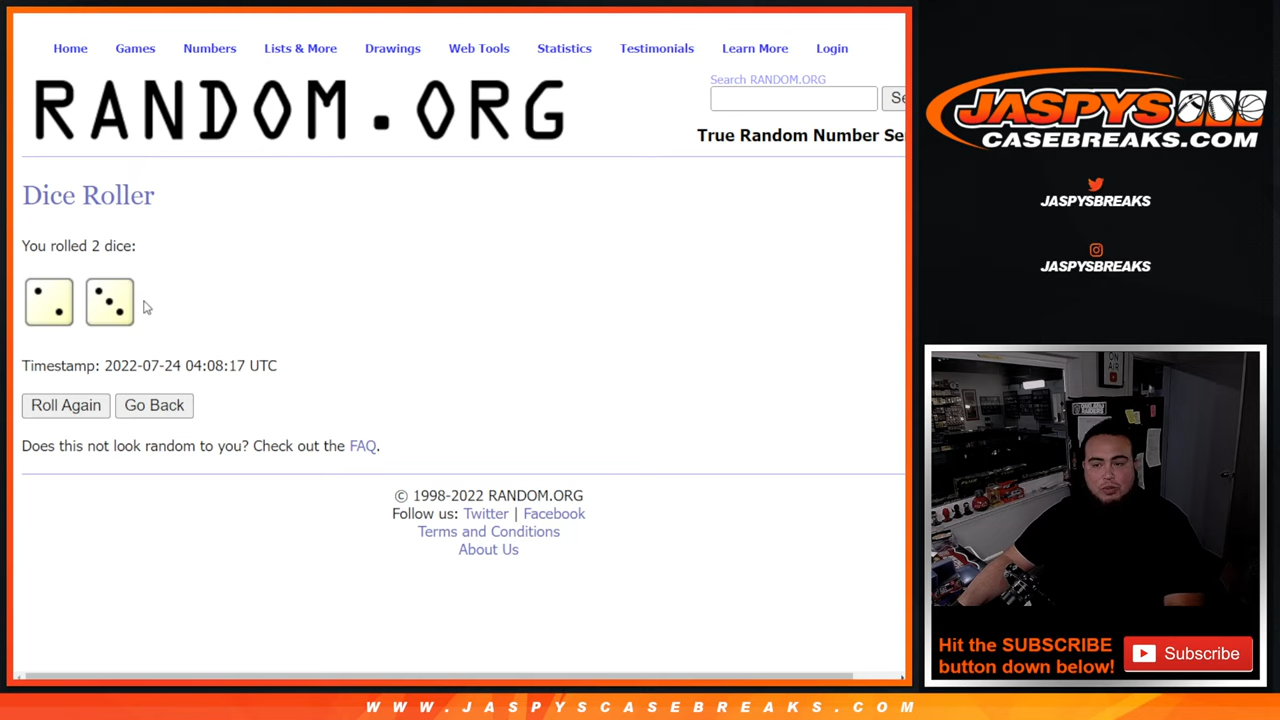 Home Games Numbers Lists & More Drawings Web Tools Statistics Testimonials Learn More Login
RANDOM.ORG
Search RANDOM.ORG
Se
True Random Number Se
Dice Roller
You rolled 2 dice:
Timestamp: 2022-07-24 04:08:17 UTC
Roll Again Go Back
Does this not look random to you? Check out the FAQ.
© 1998-2022 RANDOM.ORG
Follow us: Twitter | Facebook
Terms and Conditions
About Us
JASPYS
CASEBREAKS.COM
JASPYSBREAKS
JASPYSBREAKS
ON
AIR
Hit the SUBSCRIBE
button down below!
Subscribe
WWW.JASPYSCASEBREAKS.COM